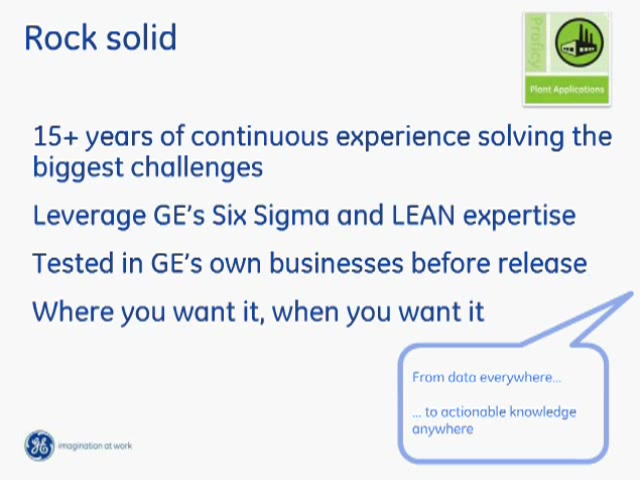 Rock solid
Proficy
Plant Applications
15+ years of continuous experience solving the
biggest challenges
Leverage GE's Six Sigma and LEAN expertise
Tested in GE's own businesses before release
Where you want it, when you want it
From data everywhere...
... to actionable knowledge
anywhere
GE
imagination at work